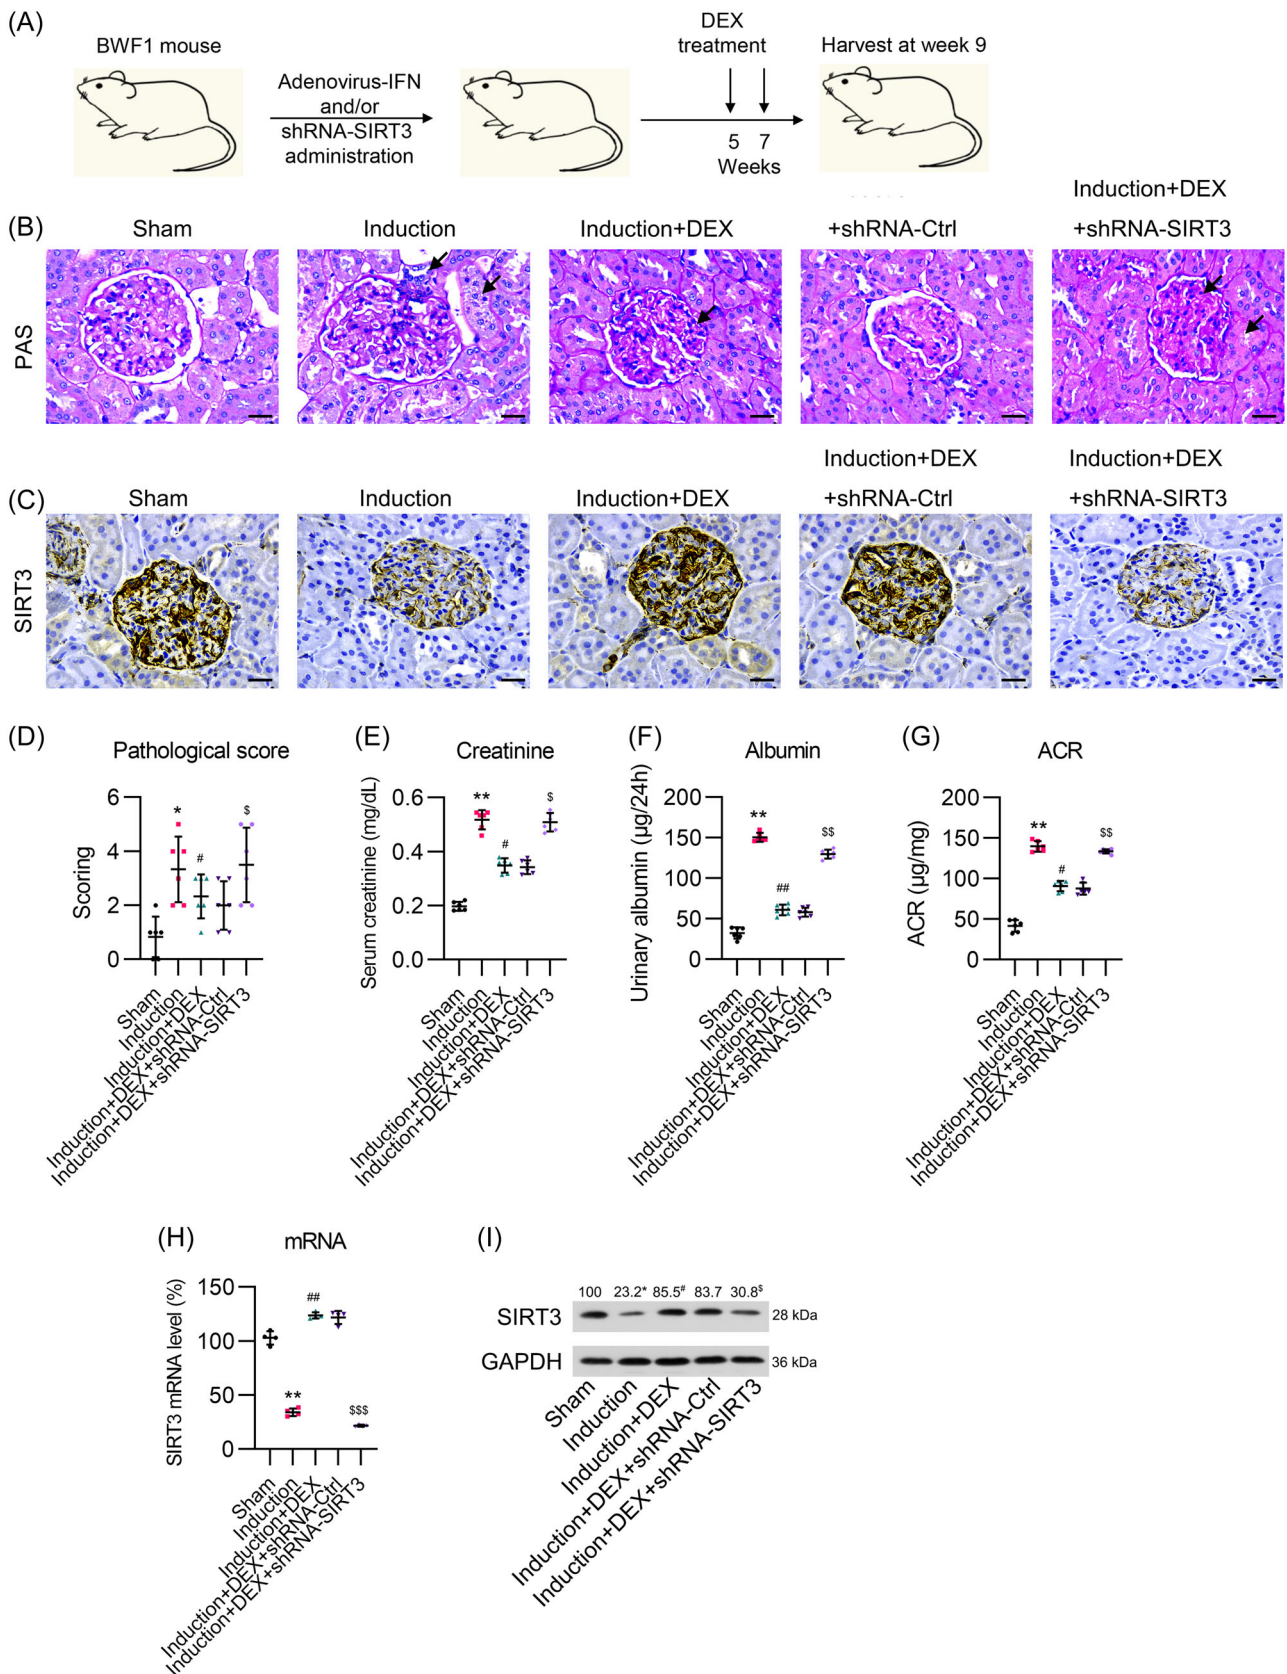 (A)
BWF1 mouse
Adenovirus-IFN
and/or
shRNA-SIRT3
administration
DEX
treatment
5 7
Weeks
Harvest at week 9
(B)
Sham
Induction
Induction+DEX
+shRNA-Ctrl
Induction+DEX
+shRNA-SIRT3
PAS
(C)
Sham
Induction
Induction+DEX
Induction+DEX
+shRNA-Ctrl
Induction+DEX
+shRNA-SIRT3
SIRT3
(D)
Pathological score
Scoring
6
4
2
0
*
#
$
Sham
Induction
Induction+DEX
Induction+DEX+shRNA-Ctrl
Induction+DEX+shRNA-SIRT3
(E)
Creatinine
Serum creatinine (mg/dL)
0.6
0.4
0.2
0.0
**
#
$
Sham
Induction
Induction+DEX
Induction+DEX+shRNA-Ctrl
Induction+DEX+shRNA-SIRT3
(F)
Albumin
Urinary albumin (μg/24h)
200
150
100
50
0
**
##
$$
Sham
Induction
Induction+DEX
Induction+DEX+shRNA-Ctrl
Induction+DEX+shRNA-SIRT3
(G)
ACR
ACR (μg/mg)
200
150
100
50
0
**
#
$$
Sham
Induction
Induction+DEX
Induction+DEX+shRNA-Ctrl
Induction+DEX+shRNA-SIRT3
(H)
mRNA
SIRT3 mRNA level (%)
150
100
50
0
**
##
$$$
Sham
Induction
Induction+DEX
Induction+DEX+shRNA-Ctrl
Induction+DEX+shRNA-SIRT3
(I)
100 23.2* 85.5# 83.7 30.8$
SIRT3
28 kDa
GAPDH
36 kDa
Sham
Induction
Induction+DEX
Induction+DEX+shRNA-Ctrl
Induction+DEX+shRNA-SIRT3